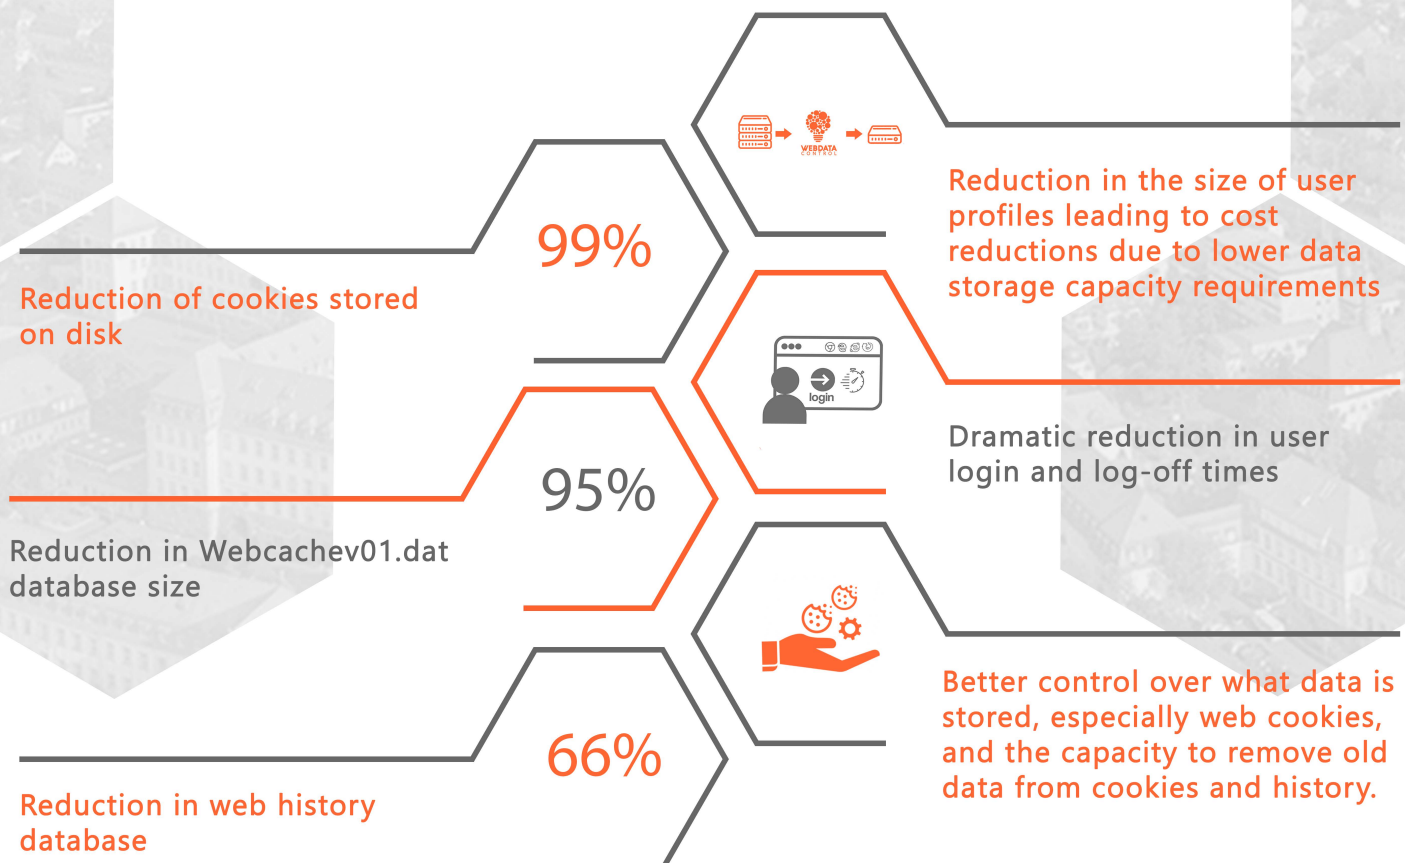 WEBDATA
CONTROL
Reduction in the size of user
profiles leading to cost
reductions due to lower data
storage capacity requirements
99%
Reduction of cookies stored
on disk
login
Dramatic reduction in user
login and log-off times
95%
Reduction in Webcachev01.dat
database size
Better control over what data is
stored, especially web cookies,
and the capacity to remove old
data from cookies and history.
66%
Reduction in web history
database